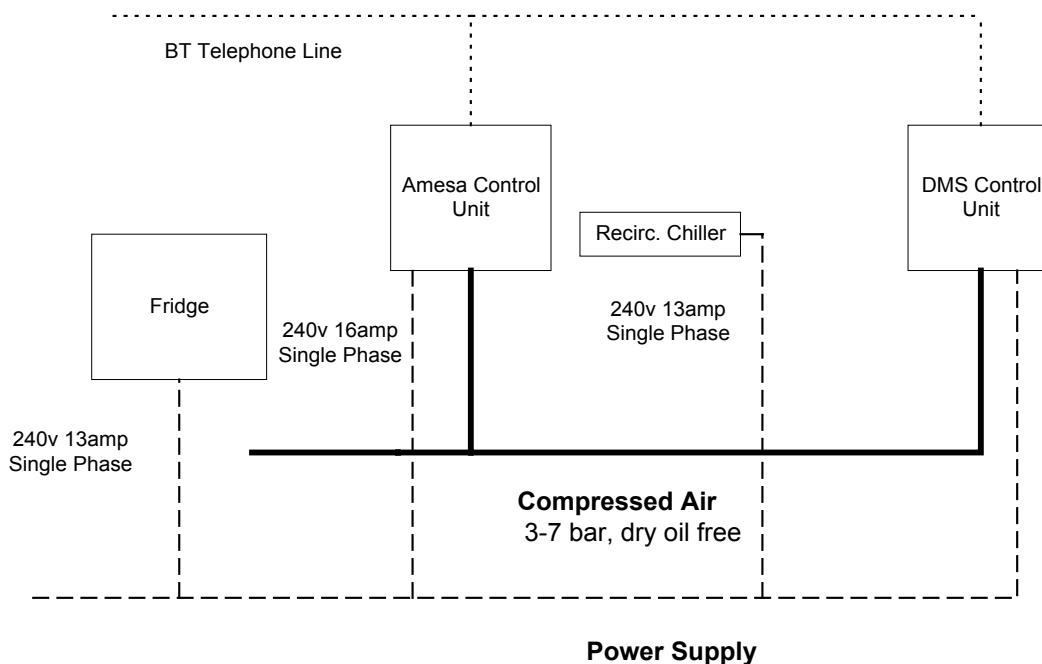 BT Telephone Line
Amesa Control
Unit
DMS Control
Unit
Recirc. Chiller
Fridge
240v 16amp
Single Phase
240v 13amp
Single Phase
240v 13amp
Single Phase
Compressed Air
3-7 bar, dry oil free
Power Supply